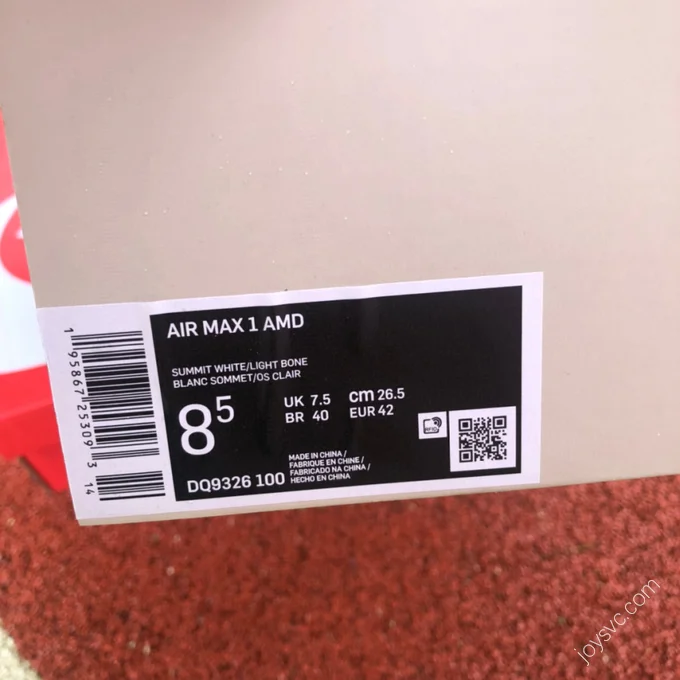 AIR MAX 1 AMD
SUMMIT WHITE/LIGHT BONE
BLANC SOMMET/OS CLAIR
8 5
UK 7.5
BR 40
cm 26.5
EUR 42
DQ9326 100
MADE IN CHINA /
FABRIQUE EN CHINE /
FABRICADO NA CHINA /
HECHO EN CHINA
1 95867 25309 3 14
joysvc.com